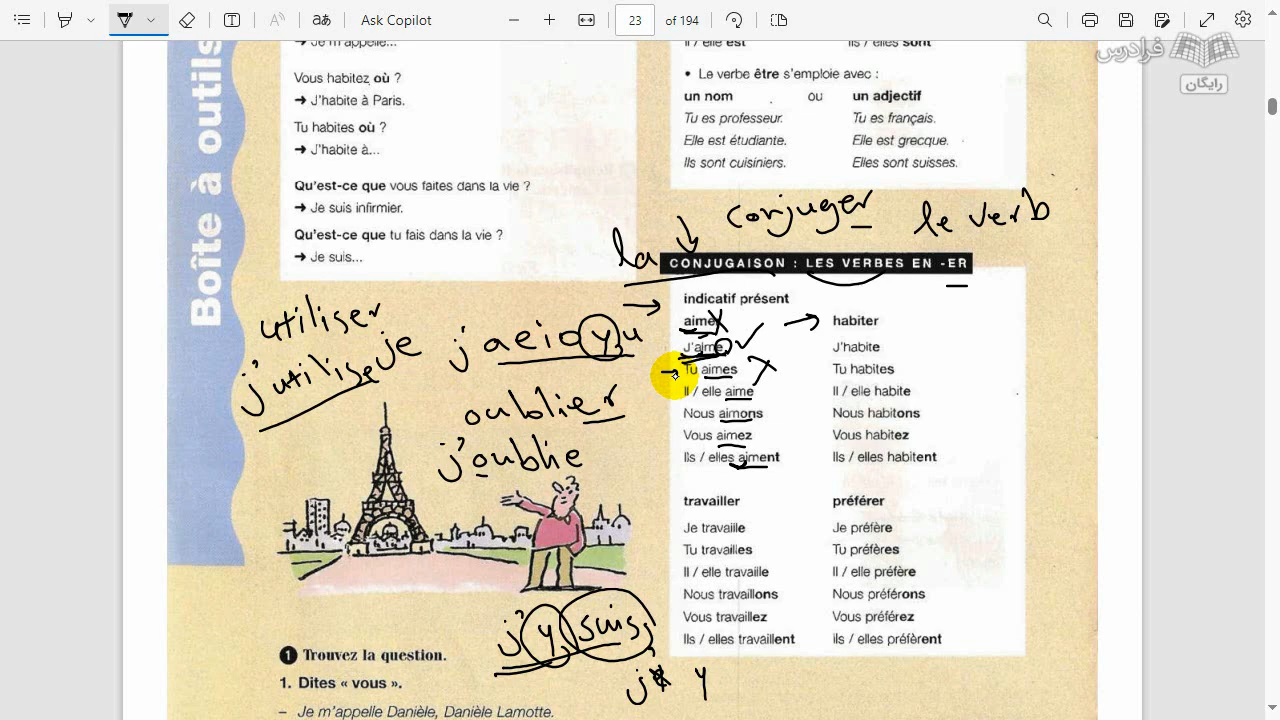 Ask Copilot
23 of 194
فرادرس
رایگان
Boîte à outils
➜ Je m'appelle...
Vous habitez où ?
➜ J'habite à Paris.
Tu habites où ?
➜ J'habite à...
Qu'est-ce que vous faites dans la vie ?
➜ Je suis infirmier.
Qu'est-ce que tu fais dans la vie ?
➜ Je suis...
Il / elle est ils / elles sont
• Le verbe être s'emploie avec :
un nom ou un adjectif
Tu es professeur. Tu es français.
Elle est étudiante. Elle est grecque.
Ils sont cuisiniers. Elles sont suisses.
conjuger le verb
la
CONJUGAISON : LES VERBES EN -ER
indicatif présent
aimer
J'aime
Tu aimes
Il / elle aime
Nous aimons
Vous aimez
Ils / elles aiment
habiter
J'habite
Tu habites
Il / elle habite
Nous habitons
Vous habitez
Ils / elles habitent
travailler
Je travaille
Tu travailles
Il / elle travaille
Nous travaillons
Vous travaillez
Ils / elles travaillent
préférer
Je préfère
Tu préfères
Il / elle préfère
Nous préférons
Vous préférez
ils / elles préfèrent
utiliser
j'utilise
je j a e i o y u
oublier
j'oublie
j'y suis
j y
1 Trouvez la question.
1. Dites « vous ».
– Je m'appelle Danièle, Danièle Lamotte.